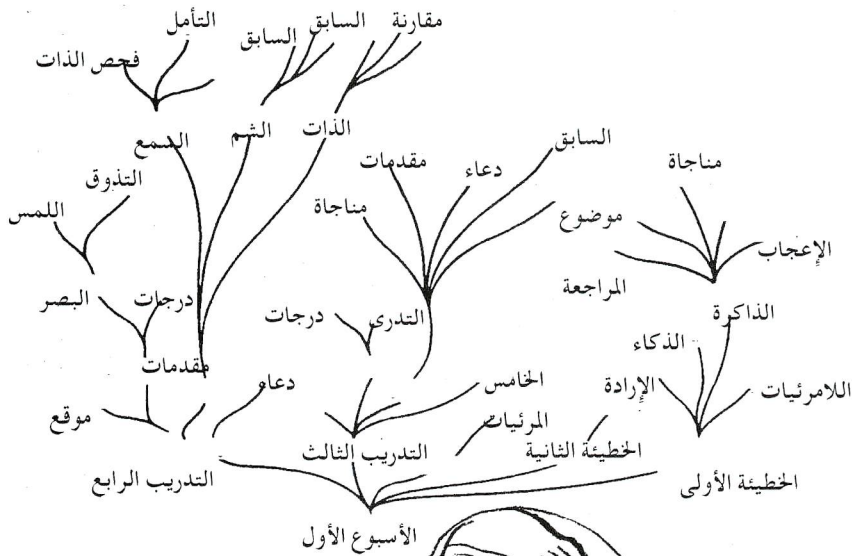 التأمل
السابق
السابق
مقارنة
فحص الذات
السمع
الشم
الذات
التذوق
مقدمات
دعاء
السابق
مناجاة
اللمس
مناجاة
موضوع
الإعجاب
البصر
درجات
درجات
التدرى
المراجعة
الذاكرة
مقدمات
الذكاء
موقع
دعاء
الخامس
الإرادة
اللامرئيات
المرئيات
التدريب الرابع
التدريب الثالث
الخطيئة الثانية
الخطيئة الأولى
الأسبوع الأول